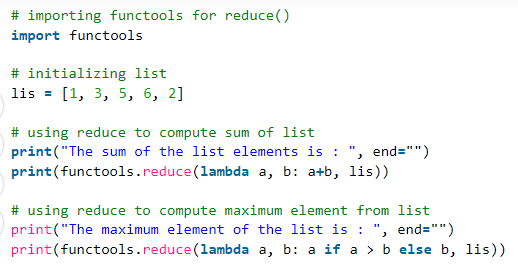 # importing functools for reduce()
import functools
# initializing list
lis = [1, 3, 5, 6, 2]
# using reduce to compute sum of list
print("The sum of the list elements is : ", end="")
print(functools.reduce(lambda a, b: a+b, lis))
# using reduce to compute maximum element from list
print("The maximum element of the list is : ", end="")
print(functools.reduce(lambda a, b: a if a > b else b, lis))